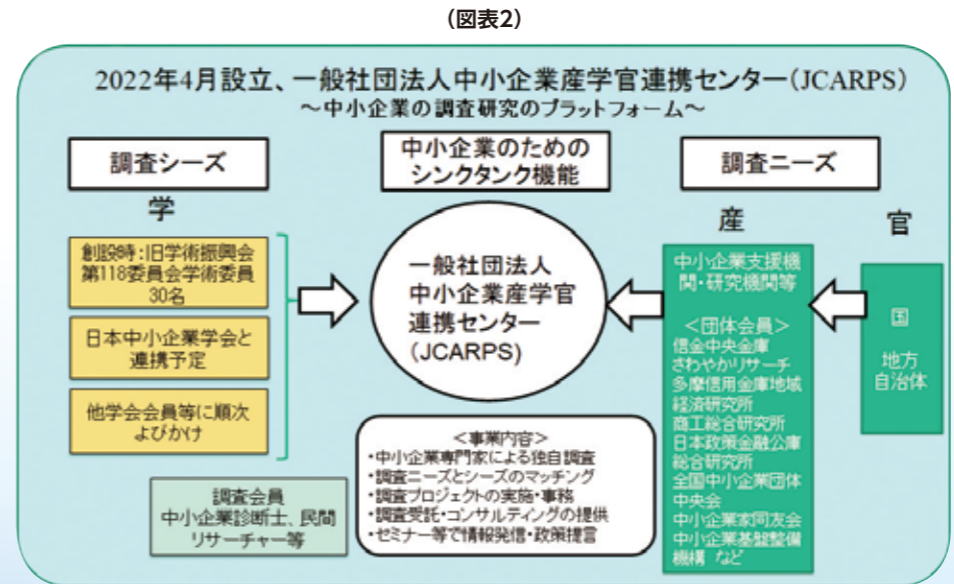 (図表2)
2022年4月設立、一般社団法人中小企業産学官連携センター(JCARPS)
～中小企業の調査研究のプラットフォーム～
調査シーズ
学
創設時：旧学術振興会
第118委員会学術委員
30名
日本中小企業学会と
連携予定
他学会会員等に順次
よびかけ
調査会員
中小企業診断士、民間
リサーチャー等
中小企業のための
シンクタンク機能
一般社団法人
中小企業産学官
連携センター
(JCARPS)
＜事業内容＞
・中小企業専門家による独自調査
・調査ニーズとシーズのマッチング
・調査プロジェクトの実施・事務
・調査受託・コンサルティングの提供
・セミナー等で情報発信・政策提言
調査ニーズ
産
中小企業支援機
関・研究機関等
＜団体会員＞
信金中央金庫
さわやかリサーチ
多摩信用金庫地域
経済研究所
商工総合研究所
日本政策金融公庫
総合研究所
全国中小企業団体
中央会
中小企業家同友会
中小企業基盤整備
機構 など
官
国
地方
自治体